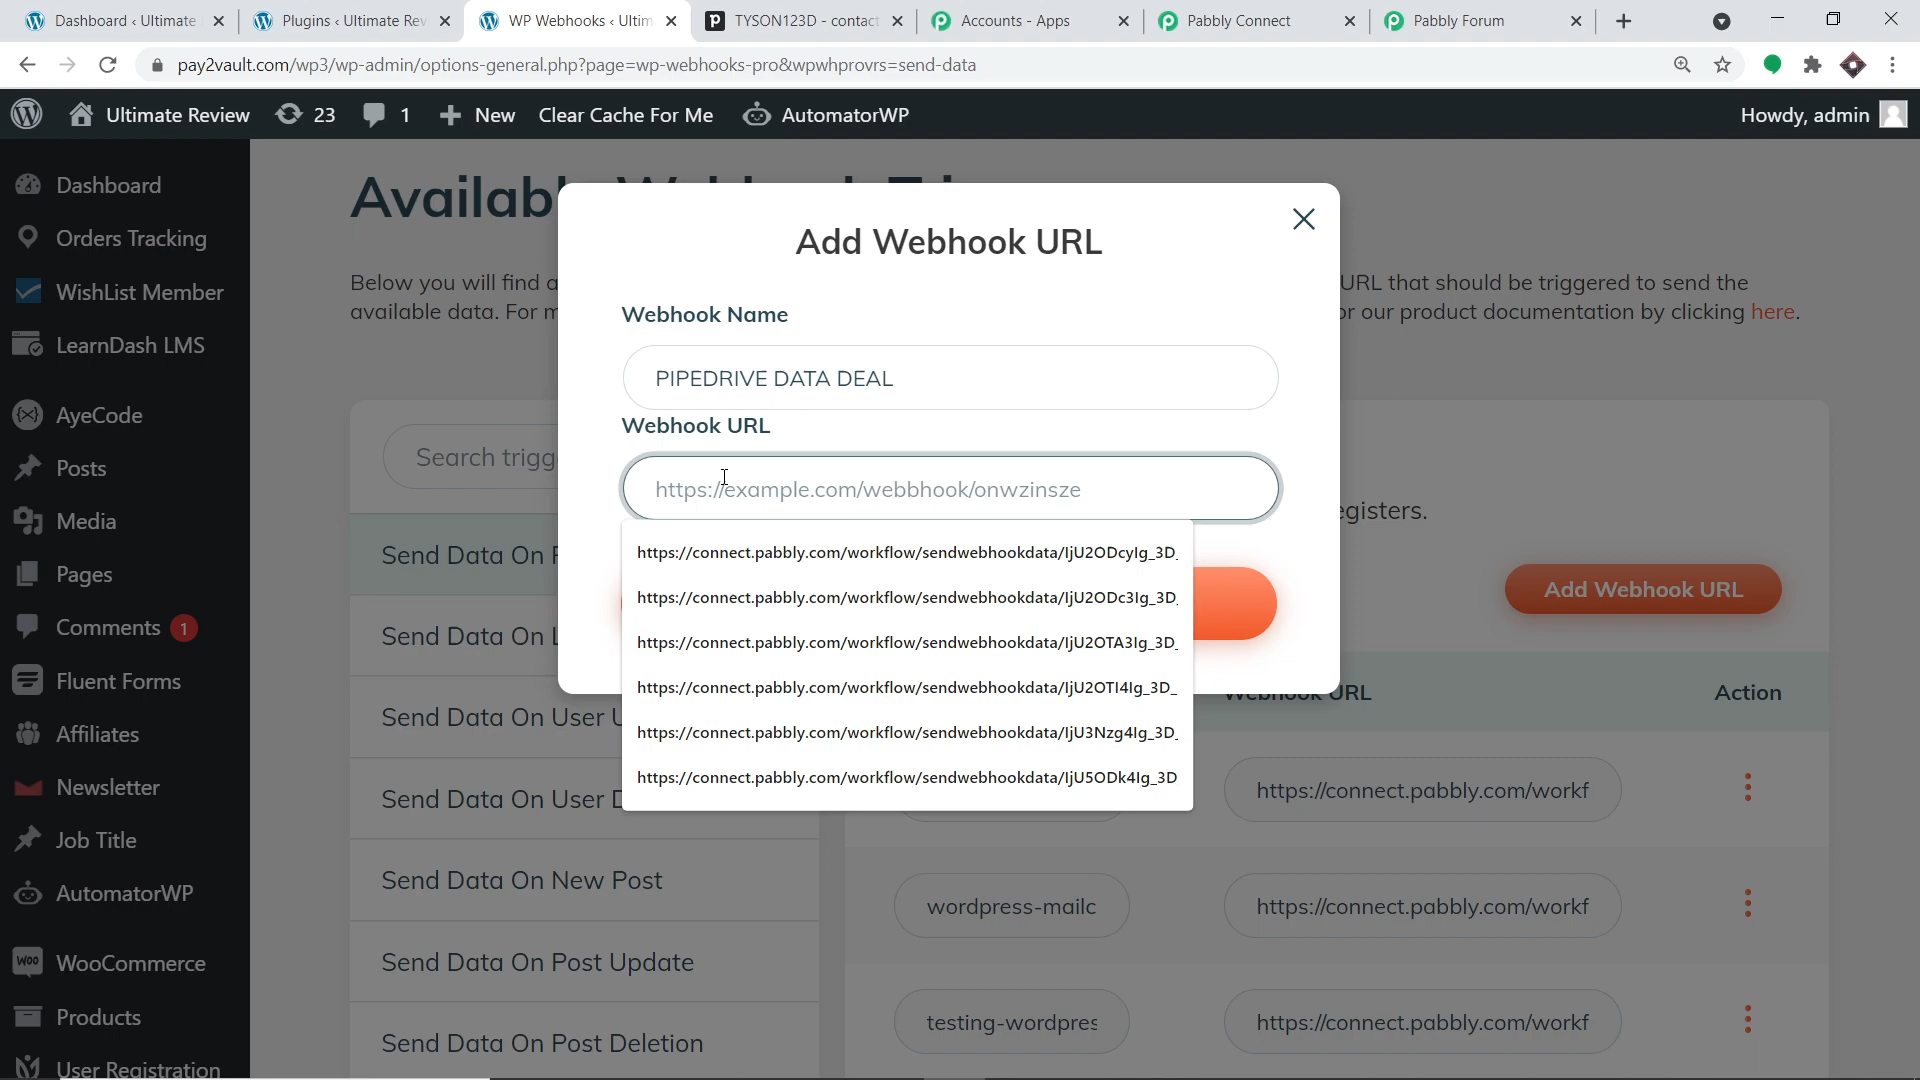 Dashboard ‹ Ultimate
Plugins ‹ Ultimate Rev
WP Webhooks ‹ Ultim
TYSON123D - contact
Accounts - Apps
Pabbly Connect
Pabbly Forum
pay2vault.com/wp3/wp-admin/options-general.php?page=wp-webhooks-pro&wpwhprovrs=send-data
Ultimate Review
23
1
New
Clear Cache For Me
AutomatorWP
Howdy, admin
Dashboard
Orders Tracking
WishList Member
LearnDash LMS
AyeCode
Posts
Media
Pages
Comments 1
Fluent Forms
Affiliates
Newsletter
Job Title
AutomatorWP
WooCommerce
Products
User Registration
Below you will find a
URL that should be triggered to send the
available data. For
our product documentation by clicking here.
Search trigg
Send Data On
Send Data On
Send Data On User
Send Data On User
Send Data On New Post
Send Data On Post Update
Send Data On Post Deletion
Add Webhook URL
Webhook Name
PIPEDRIVE DATA DEAL
Webhook URL
https://example.com/webbhook/onwzinsze
https://connect.pabbly.com/workflow/sendwebhookdata/IjU2ODcyIg_3D_
https://connect.pabbly.com/workflow/sendwebhookdata/IjU2ODc3Ig_3D_
https://connect.pabbly.com/workflow/sendwebhookdata/IjU2OTA3Ig_3D_
https://connect.pabbly.com/workflow/sendwebhookdata/IjU2OTI4Ig_3D_
https://connect.pabbly.com/workflow/sendwebhookdata/IjU3Nzg4Ig_3D_
https://connect.pabbly.com/workflow/sendwebhookdata/IjU5ODk4Ig_3D
egisters.
Add Webhook URL
Webhook URL
Action
https://connect.pabbly.com/workf
wordpress-mailc
https://connect.pabbly.com/workf
testing-wordpres
https://connect.pabbly.com/workf